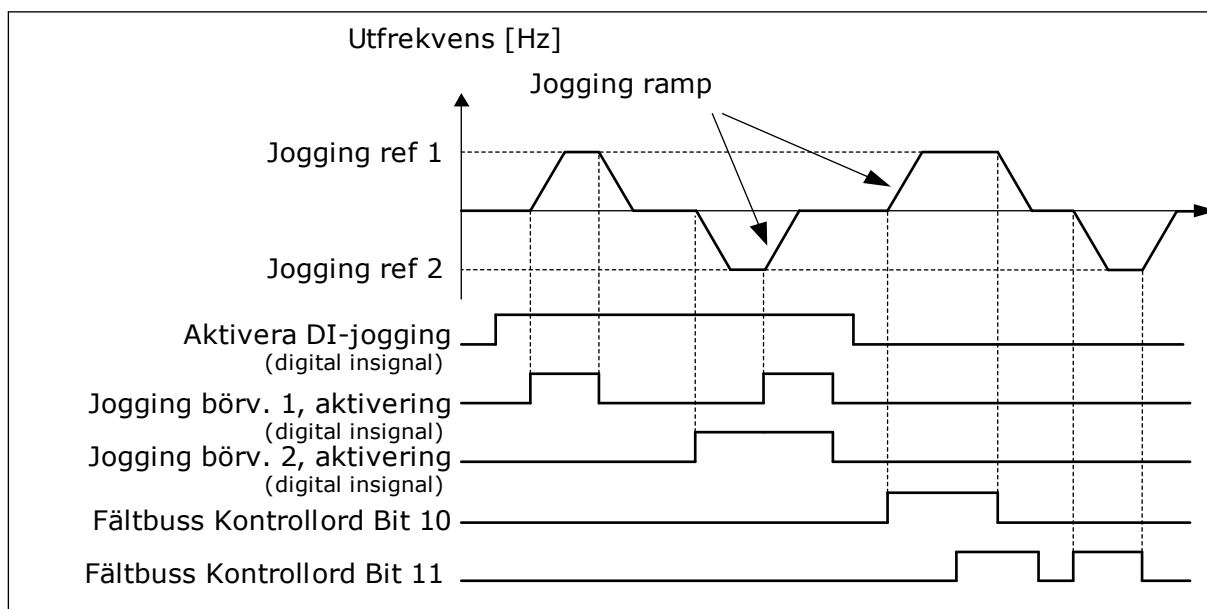 Utfrekvens [Hz]
Jogging ramp
Jogging ref 1
Jogging ref 2
Aktivera DI-jogging
(digital insignal)
Jogging börv. 1, aktivering
(digital insignal)
Jogging börv. 2, aktivering
(digital insignal)
Fältbuss Kontrollord Bit 10
Fältbuss Kontrollord Bit 11